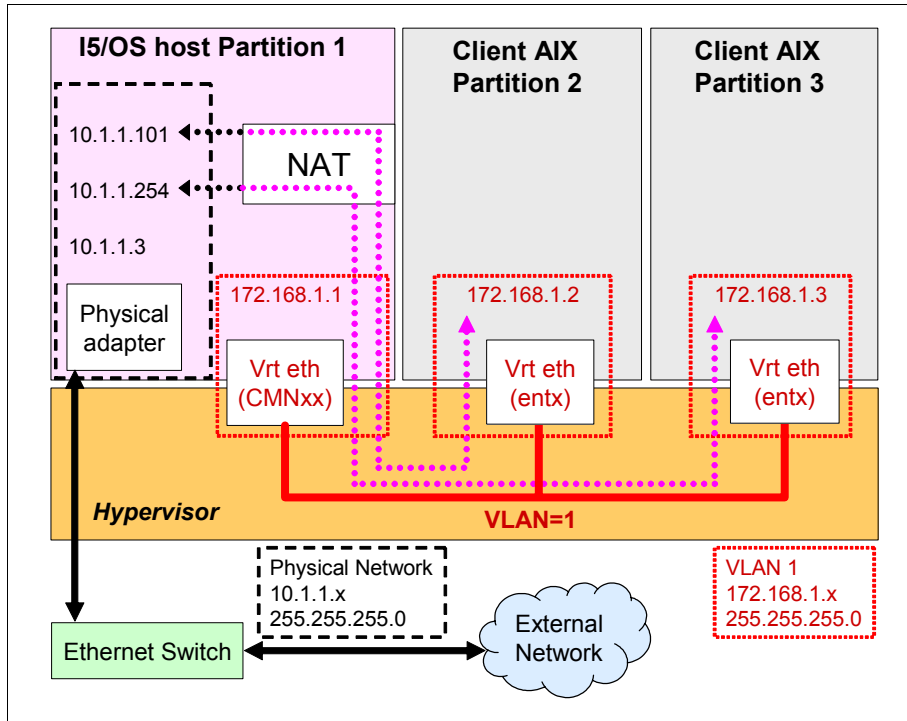 I5/OS host Partition 1
10.1.1.101
10.1.1.254
10.1.1.3
NAT
Physical
adapter
172.168.1.1
Vrt eth
(CMNxx)
Client AIX
Partition 2
172.168.1.2
Vrt eth
(entx)
Client AIX
Partition 3
172.168.1.3
Vrt eth
(entx)
Hypervisor
VLAN=1
Physical Network
10.1.1.x
255.255.255.0
VLAN 1
172.168.1.x
255.255.255.0
Ethernet Switch
External
Network